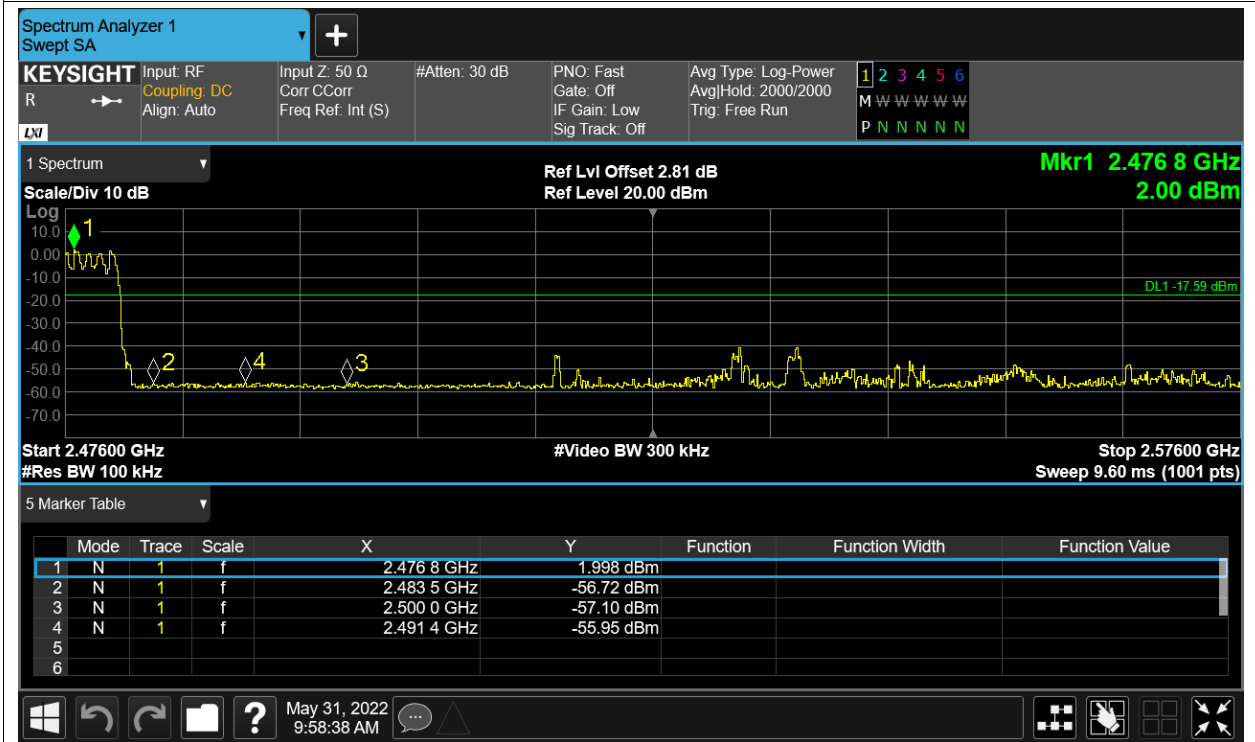 Spectrum Analyzer 1
Swept SA
KEYSIGHT
R
LXI
Input: RF
Coupling: DC
Align: Auto
Input Z: 50 Ω
Corr CCorr
Freq Ref: Int (S)
#Atten: 30 dB
PNO: Fast
Gate: Off
IF Gain: Low
Sig Track: Off
Avg Type: Log-Power
Avg|Hold: 2000/2000
Trig: Free Run
1 2 3 4 5 6
M W W W W W
P N N N N N
1 Spectrum
Scale/Div 10 dB
Ref Lvl Offset 2.81 dB
Ref Level 20.00 dBm
Mkr1 2.476 8 GHz
2.00 dBm
Log
10.0
0.00
-10.0
-20.0
-30.0
-40.0
-50.0
-60.0
-70.0
1
DL1 -17.59 dBm
2 4 3
Start 2.47600 GHz #Video BW 300 kHz Stop 2.57600 GHz
#Res BW 100 kHz Sweep 9.60 ms (1001 pts)
5 Marker Table
Mode Trace Scale X Y Function Function Width Function Value
1 N 1 f 2.476 8 GHz 1.998 dBm
2 N 1 f 2.483 5 GHz -56.72 dBm
3 N 1 f 2.500 0 GHz -57.10 dBm
4 N 1 f 2.491 4 GHz -55.95 dBm
5
6
? May 31, 2022
9:58:38 AM